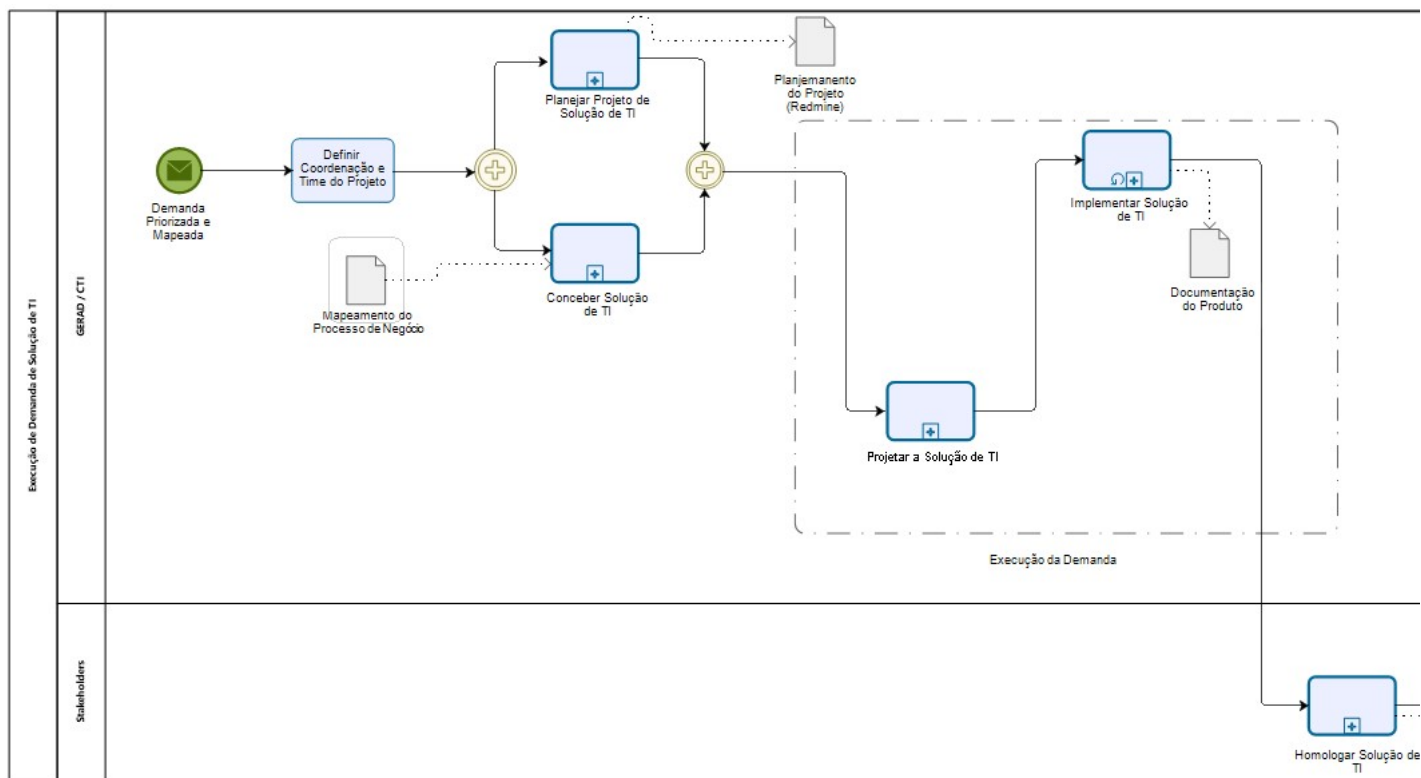 Execução de Demanda de Solução de TI
GERAD / CTI
Demanda
Priorizada e
Mapeada
Definir
Coordenação e
Time do Projeto
Planejar Projeto de
Solução de TI
Planjemanento
do Projeto
(Redmine)
Mapeamento do
Processo de Negócio
Conceber Solução
de TI
Implementar Solução
de TI
Documentação
do Produto
Projetar a Solução de TI
Execução da Demanda
Stakeholders
Homologar Solução de
TI